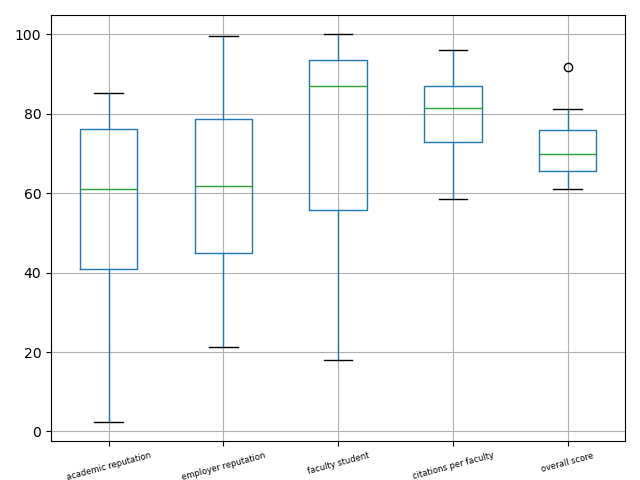 100
80
60
40
20
0
academic reputation
employer reputation
faculty student
citations per faculty
overall score